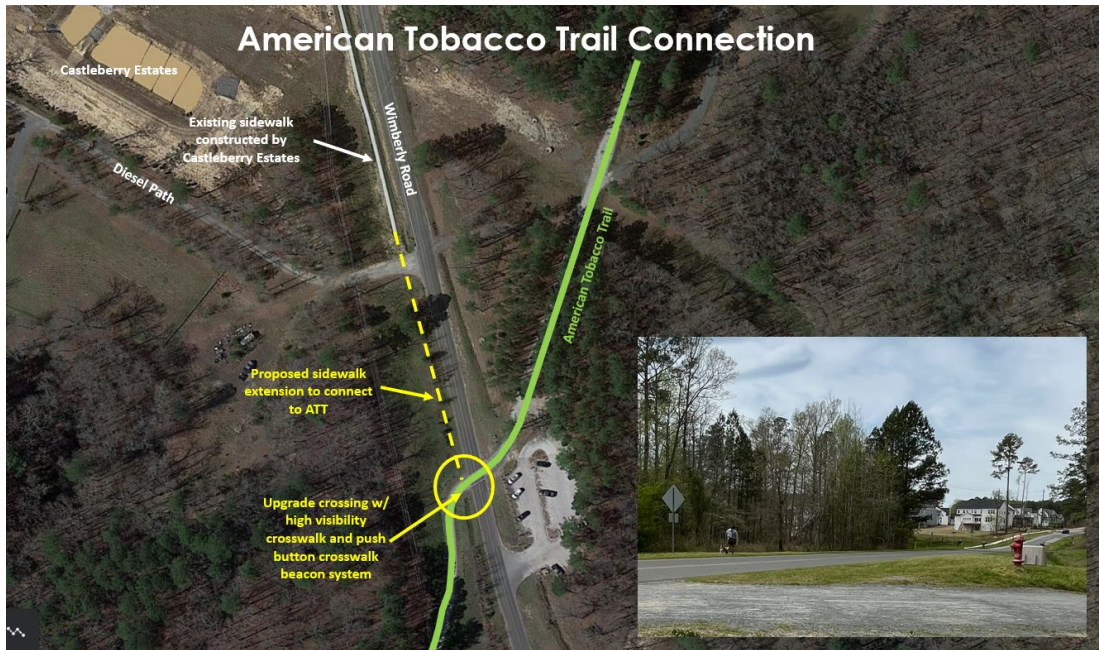 American Tobacco Trail Connection
Castleberry Estates
Existing sidewalk
constructed by
Castleberry Estates
Wimberly Road
Diesel Path
American Tobacco Trail
Proposed sidewalk
extension to connect
to ATT
Upgrade crossing w/
high visibility
crosswalk and push
button crosswalk
beacon system